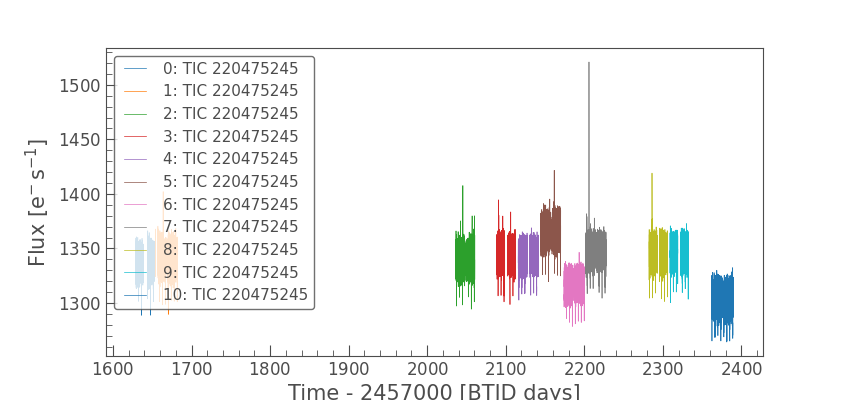 0: TIC 220475245
1: TIC 220475245
2: TIC 220475245
3: TIC 220475245
4: TIC 220475245
5: TIC 220475245
6: TIC 220475245
7: TIC 220475245
8: TIC 220475245
9: TIC 220475245
10: TIC 220475245
1500
1450
1400
1350
1300
Flux [e⁻ s⁻¹]
1600 1700 1800 1900 2000 2100 2200 2300 2400
Time - 2457000 [BTJD days]